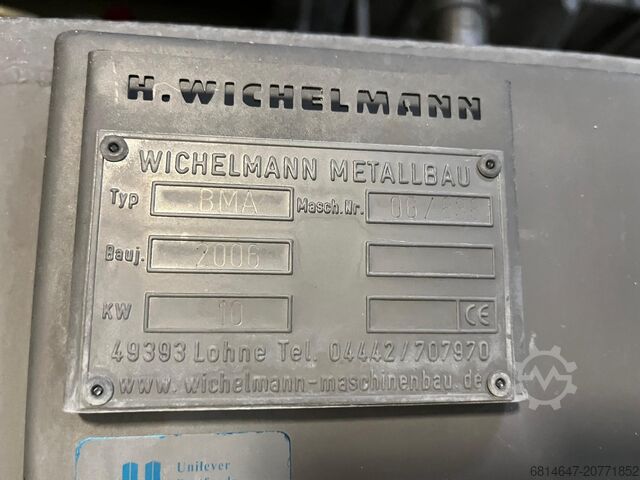 H. WICHELMANN
WICHELMANN METALLBAU
Typ BMA Masch. Nr.
Bauj. 2006
KW 10 CE
49393 Lohne Tel. 04442/707970
www.wichelmann-maschinenbau.de
Unilever
6814647-20771852